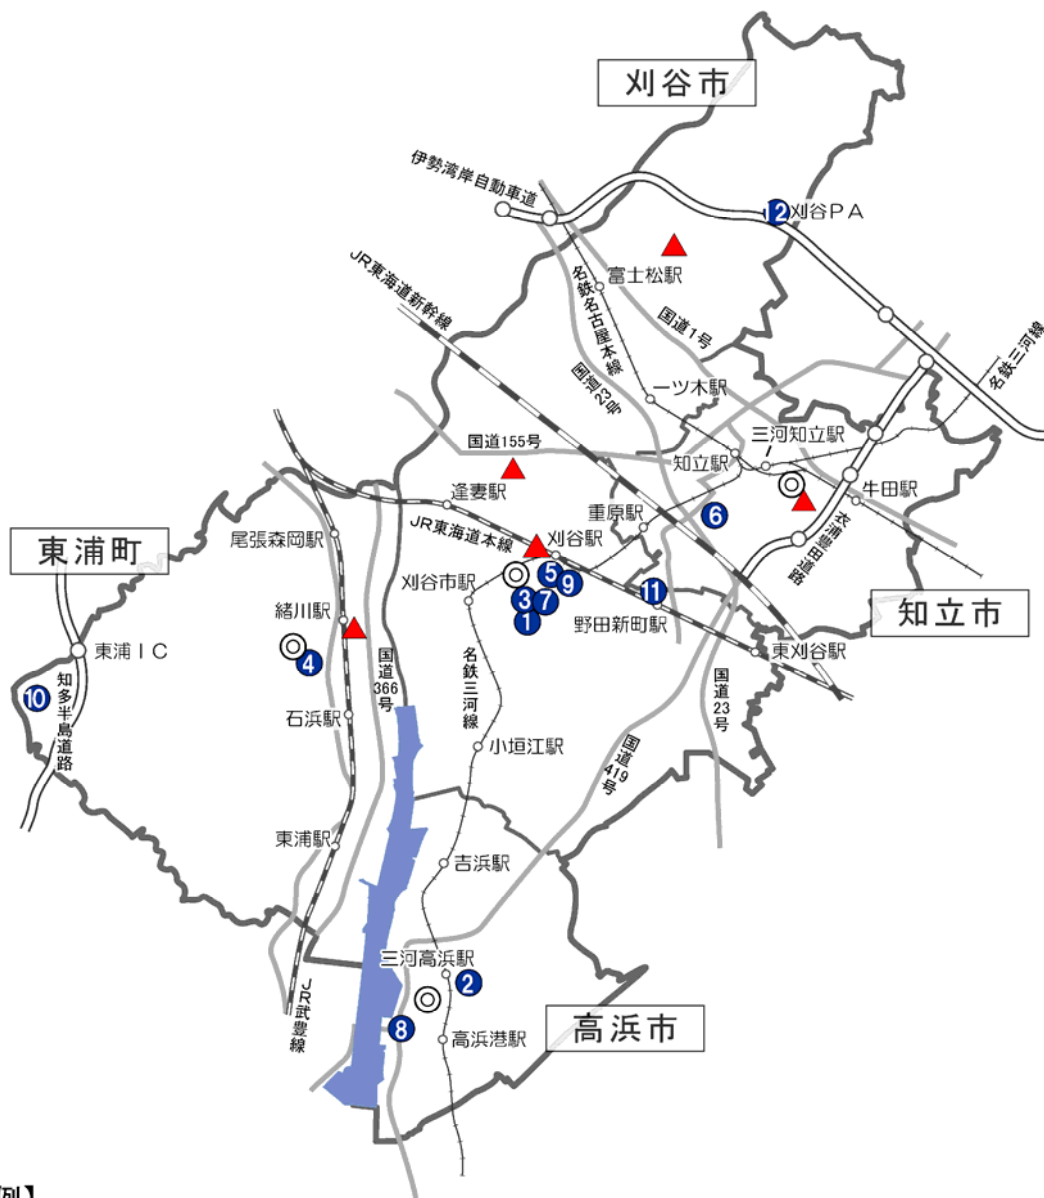 刈谷市
伊勢湾岸自動車道
2
刈谷PA
富士松駅
JR東海道新幹線
名鉄名古屋本線
国道1号
国道23号
名鉄三河線
一ツ木駅
三河知立駅
国道155号
知立駅
牛田駅
逢妻駅
重原駅
6
尾張森岡駅
JR東海道本線
刈谷駅
衣浦豊田道路
東浦町
刈谷市駅
5
9
3
7
11
緒川駅
1
野田新町駅
知立市
東浦IC
4
東刈谷駅
10
知多半島道路
国道366号
名鉄三河線
国道23号
石浜駅
小垣江駅
国道419号
東浦駅
吉浜駅
三河高浜駅
2
JR武豊線
8
高浜港駅
高浜市
例】